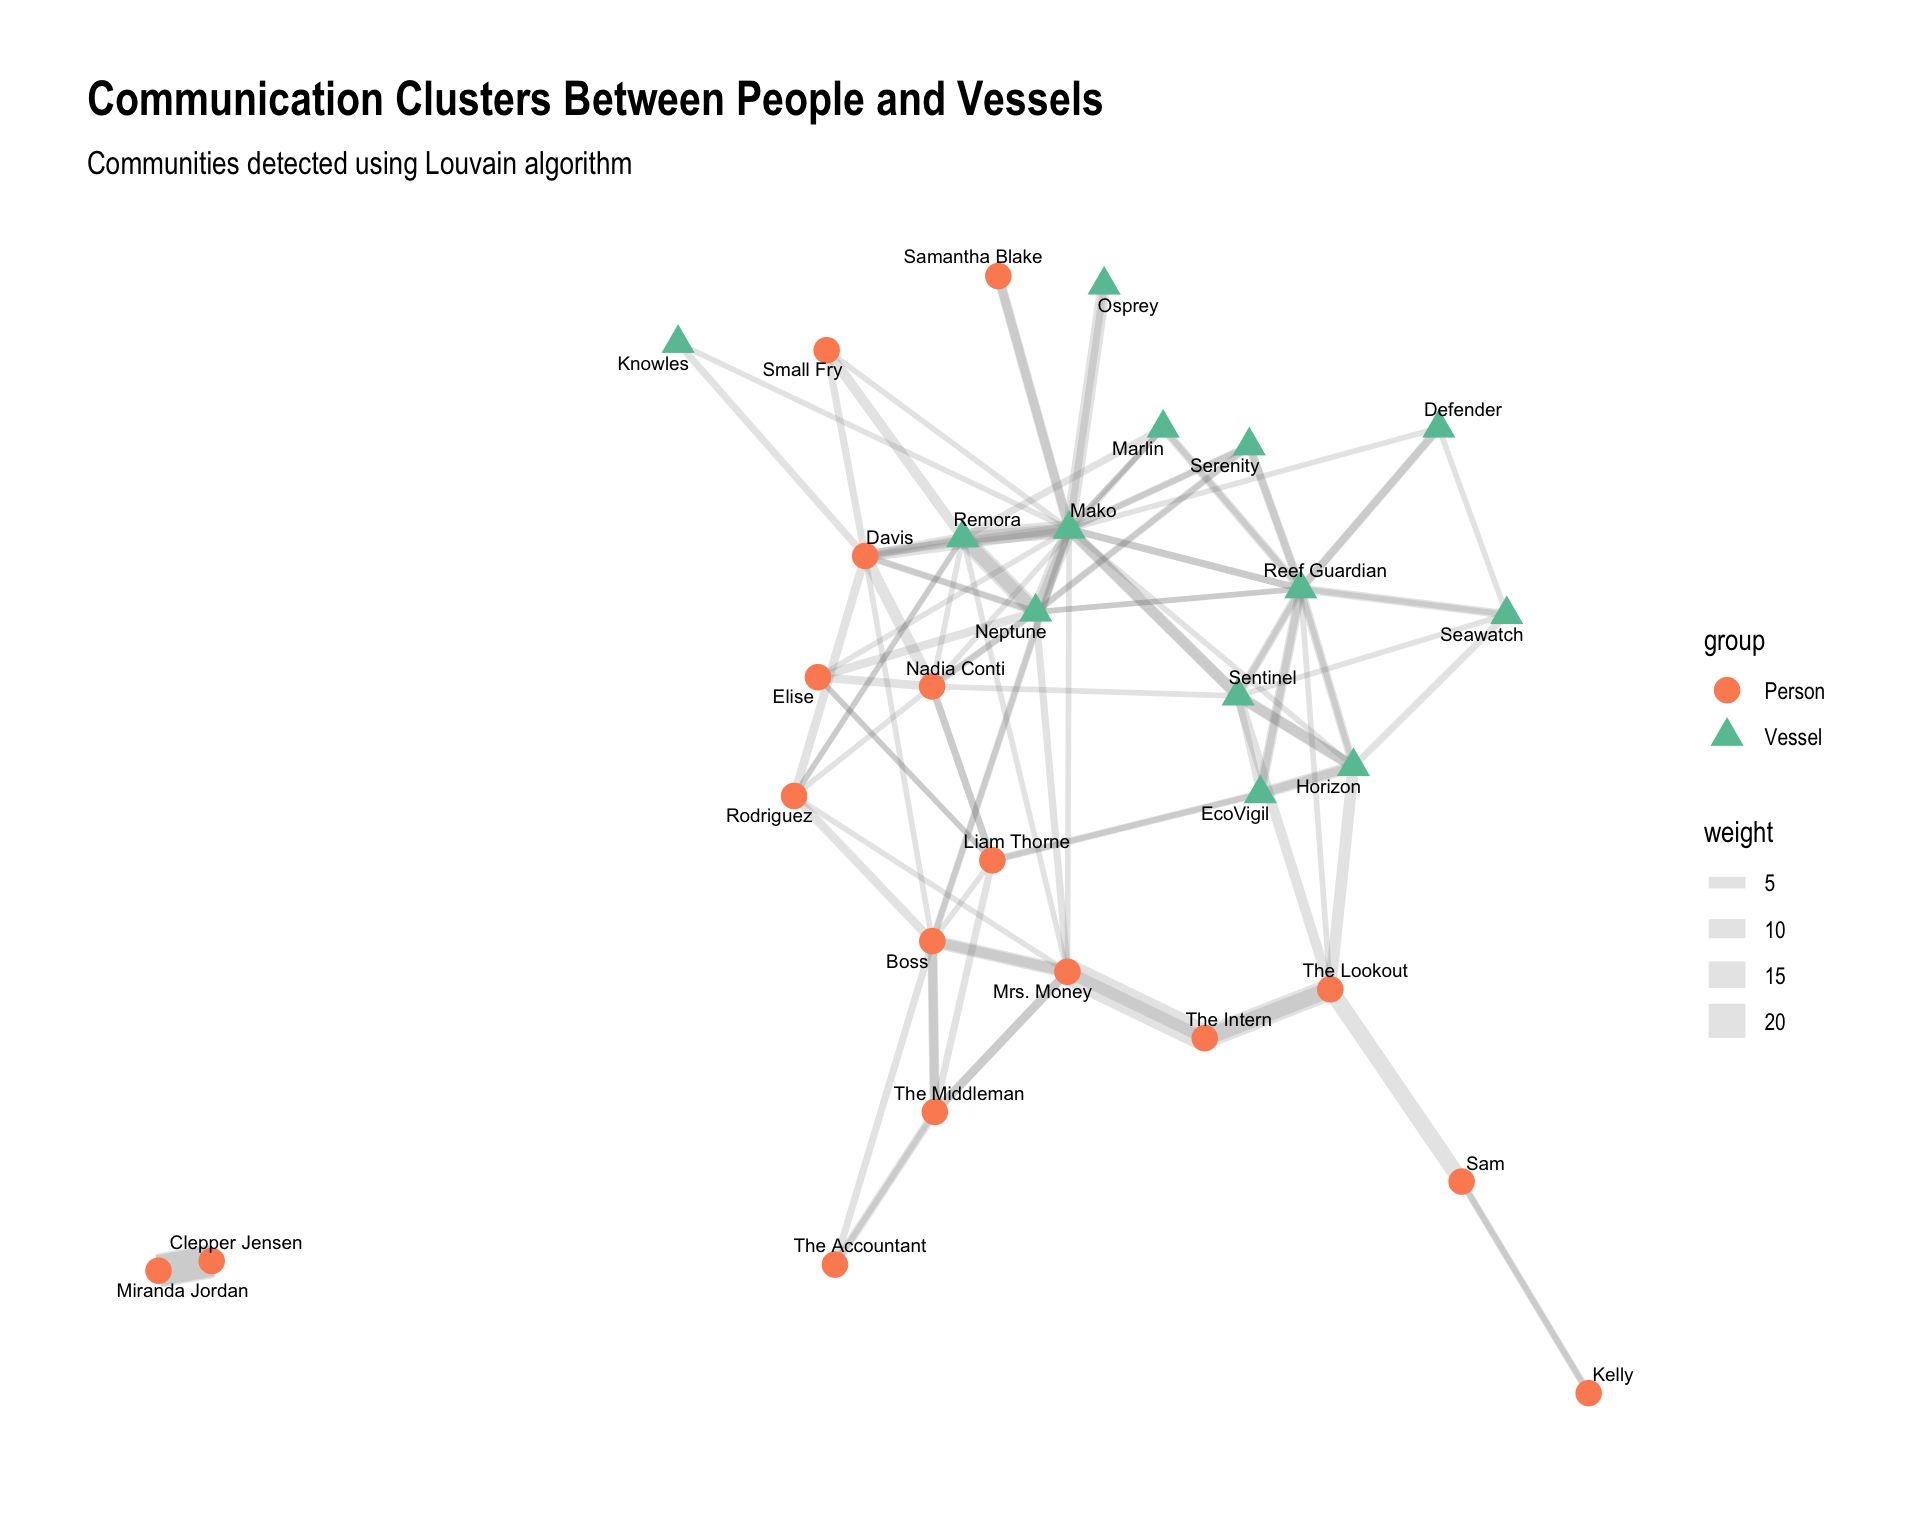 Communication Clusters Between People and Vessels
Communities detected using Louvain algorithm
Samantha Blake
Osprey
Knowles
Small Fry
Defender
Marlin
Serenity
Mako
Remora
Davis
Reef Guardian
Neptune
Seawatch
Nadia Conti
Sentinel
Elise
Horizon
Rodriguez
EcoVigil
Liam Thorne
Boss
The Lookout
Mrs. Money
The Intern
The Middleman
Sam
Clepper Jensen
The Accountant
Miranda Jordan
Kelly
group
Person
Vessel
weight
5
10
15
20